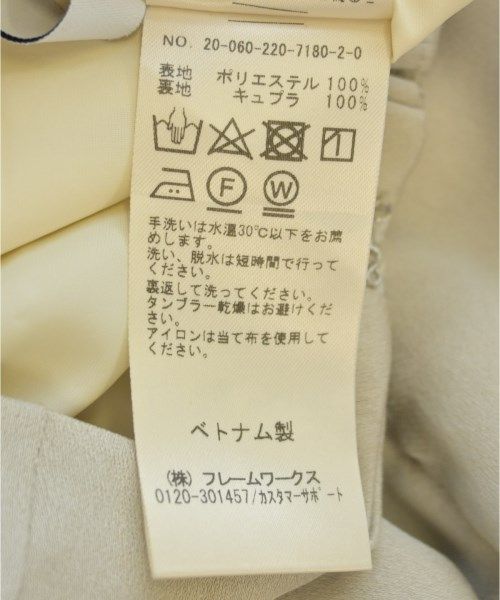 NO. 20-060-220-7180-2-0
表地 ポリエステル 100%
裏地 キュプラ 100%
F
W
手洗いは水温30℃以下をお薦
めします。
洗い、脱水は短時間で行って
ください。
裏返して洗ってください。
タンブラー乾燥はお避けくだ
さい。
アイロンは当て布を使用して
ください。
ベトナム製
(株) フレームワークス
0120-301457/カスタマーサポート